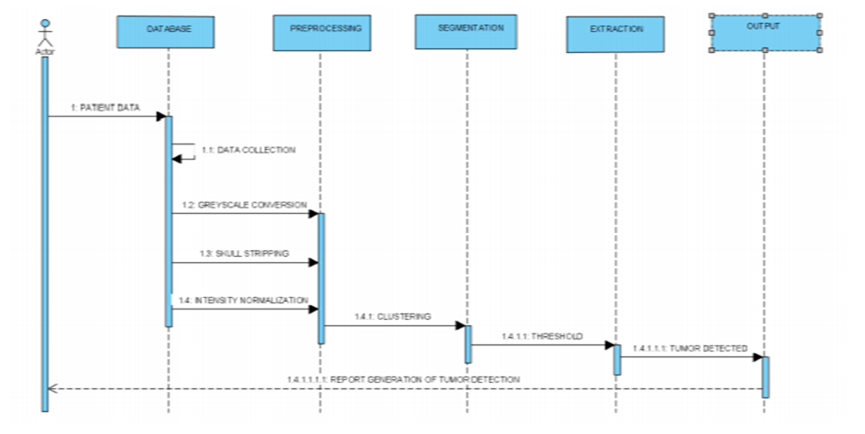 DATABASE
PREPROCESSING
SEGMENTATION
EXTRACTION
OUTPUT
Actor
1: PATIENT DATA
1.1: DATA COLLECTION
1.2: GREYSCALE CONVERSION
1.3: SKULL STRIPPING
1.4: INTENSITY NORMALIZATION
1.4.1: CLUSTERING
1.4.1.1: THRESHOLD
1.4.1.1.1: TUMOR DETECTED
1.4.1.1.1.1: REPORT GENERATION OF TUMOR DETECTION